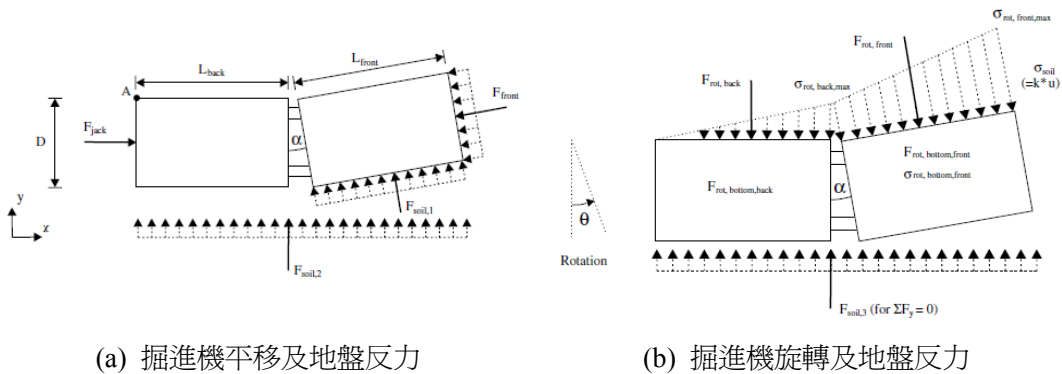 L_back
L_front
A
F_front
F_jack
D
α
y
x
F_soil,1
F_soil,2
(a) 掘進機平移及地盤反力
σ_rot, front,max
F_rot, front
F_rot, back
σ_rot, back,max
σ_soil
(=k*u)
F_rot, bottom,front
σ_rot, bottom,front
F_rot, bottom,back
α
θ
Rotation
F_soil,3 (for ΣF_y = 0)
(b) 掘進機旋轉及地盤反力